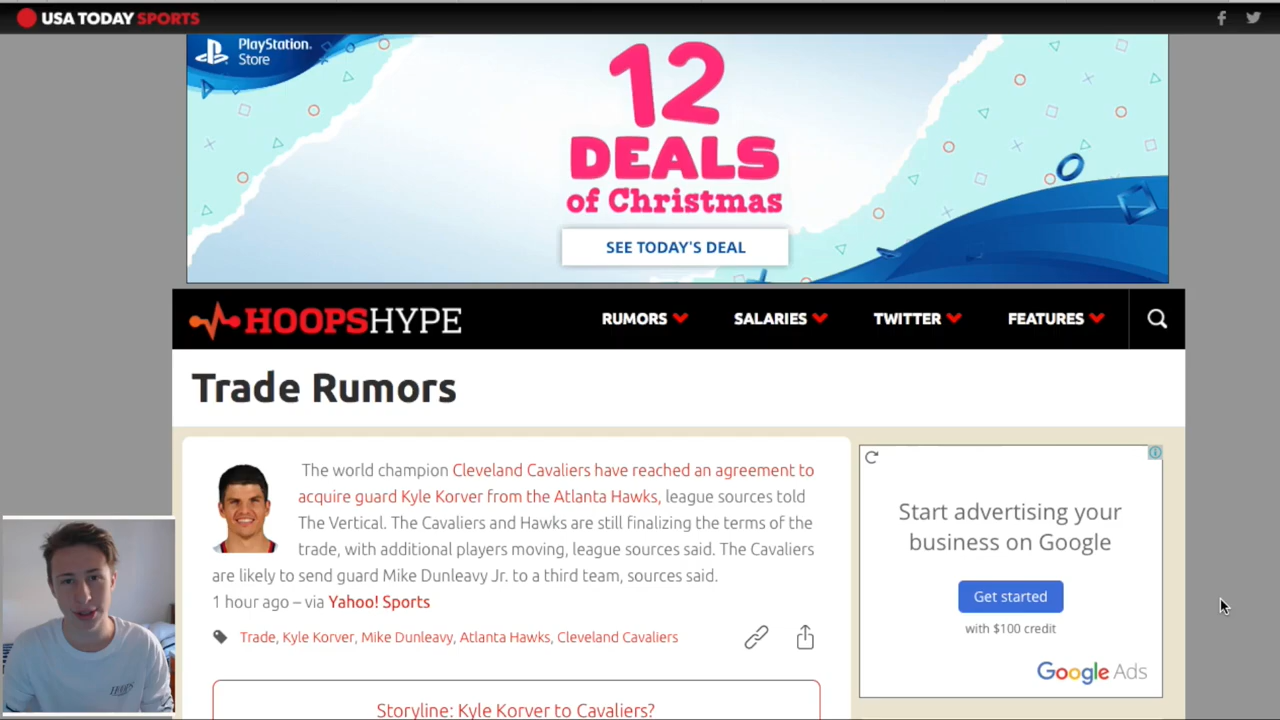 USA TODAY SPORTS
PlayStation.
Store
12
DEALS
of Christmas
SEE TODAY'S DEAL
HOOPSHYPE
RUMORS
SALARIES
TWITTER
FEATURES
Trade Rumors
The world champion Cleveland Cavaliers have reached an agreement to
acquire guard Kyle Korver from the Atlanta Hawks, league sources told
The Vertical. The Cavaliers and Hawks are still finalizing the terms of the
trade, with additional players moving, league sources said. The Cavaliers
are likely to send guard Mike Dunleavy Jr. to a third team, sources said.
1 hour ago – via Yahoo! Sports
Trade, Kyle Korver, Mike Dunleavy, Atlanta Hawks, Cleveland Cavaliers
Storyline: Kyle Korver to Cavaliers?
Start advertising your
business on Google
Get started
with $100 credit
Google Ads